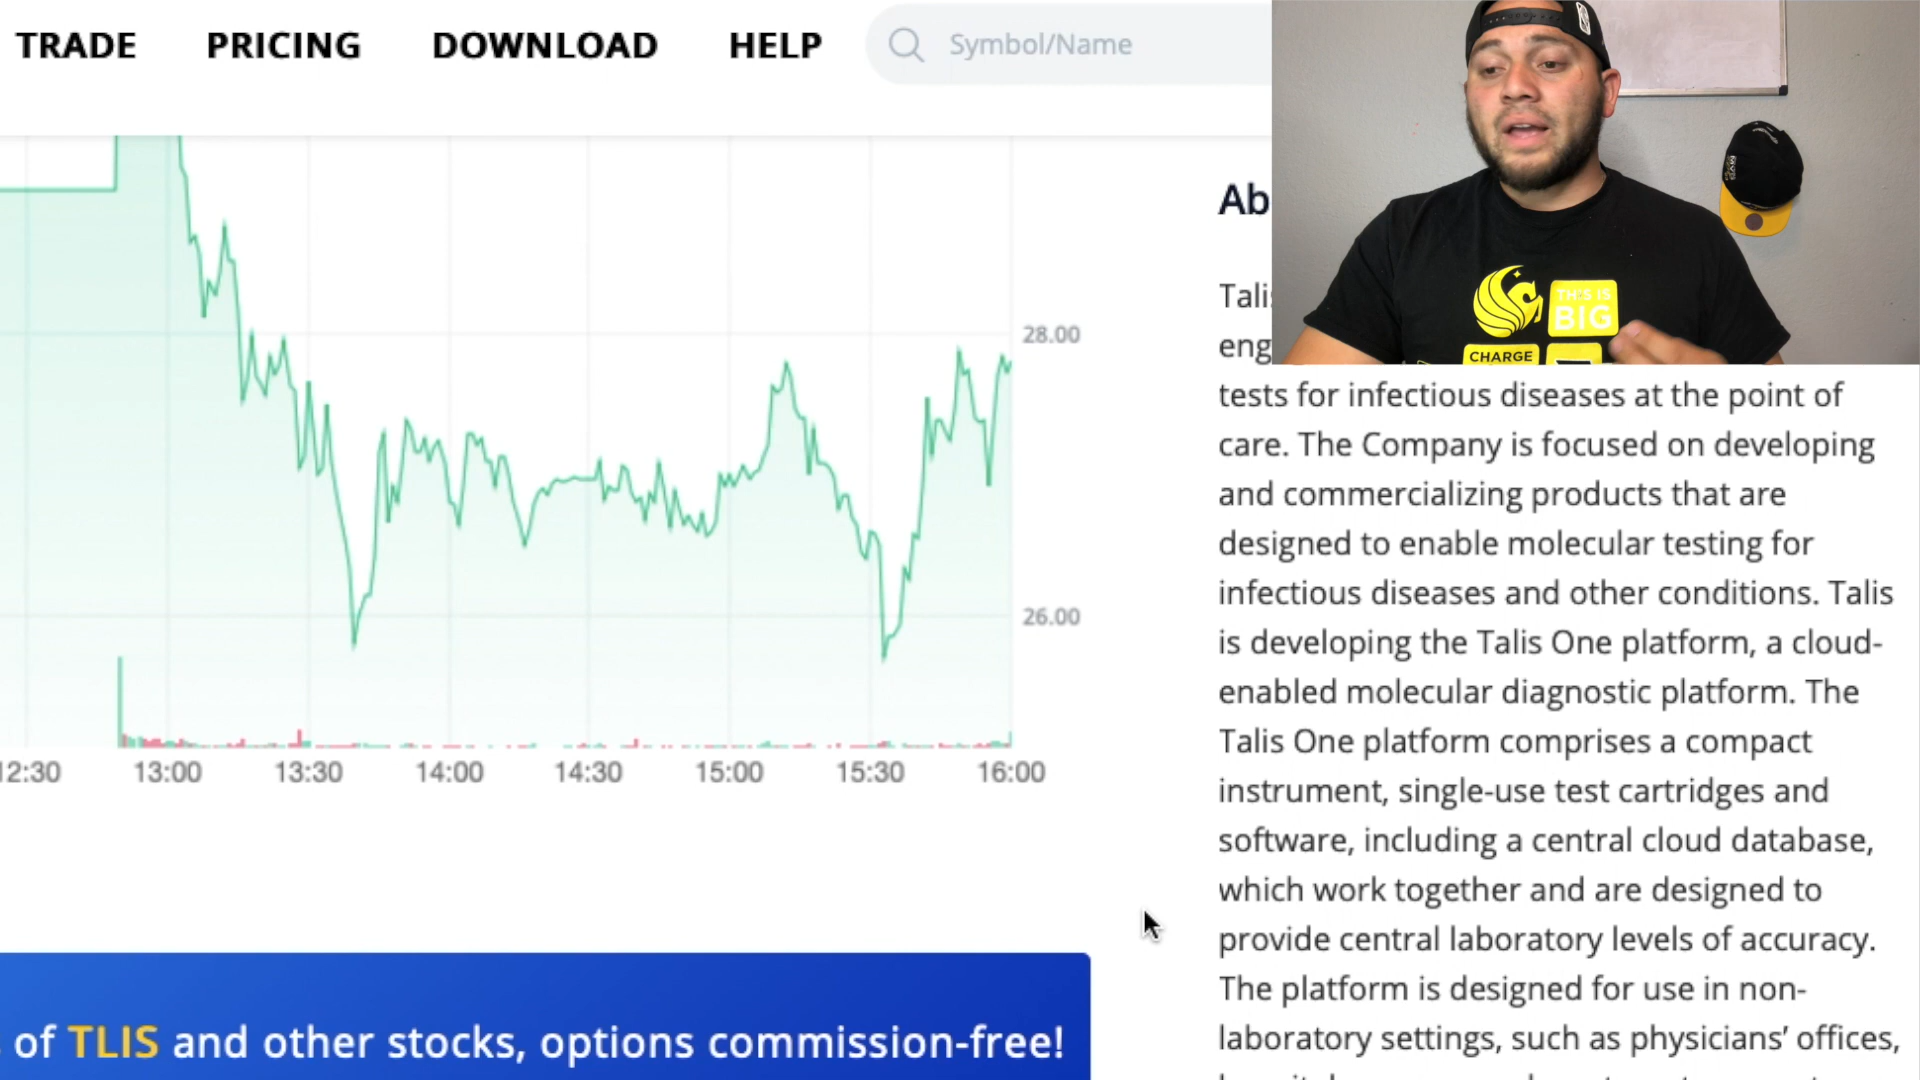 TRADE
PRICING
DOWNLOAD
HELP
Symbol/Name
28.00
26.00
12:30
13:00
13:30
14:00
14:30
15:00
15:30
16:00
of TLIS and other stocks, options commission-free!
Ab
Tali
eng
tests for infectious diseases at the point of
care. The Company is focused on developing
and commercializing products that are
designed to enable molecular testing for
infectious diseases and other conditions. Talis
is developing the Talis One platform, a cloud-
enabled molecular diagnostic platform. The
Talis One platform comprises a compact
instrument, single-use test cartridges and
software, including a central cloud database,
which work together and are designed to
provide central laboratory levels of accuracy.
The platform is designed for use in non-
laboratory settings, such as physicians’ offices,
THIS IS
BIG
CHARGE